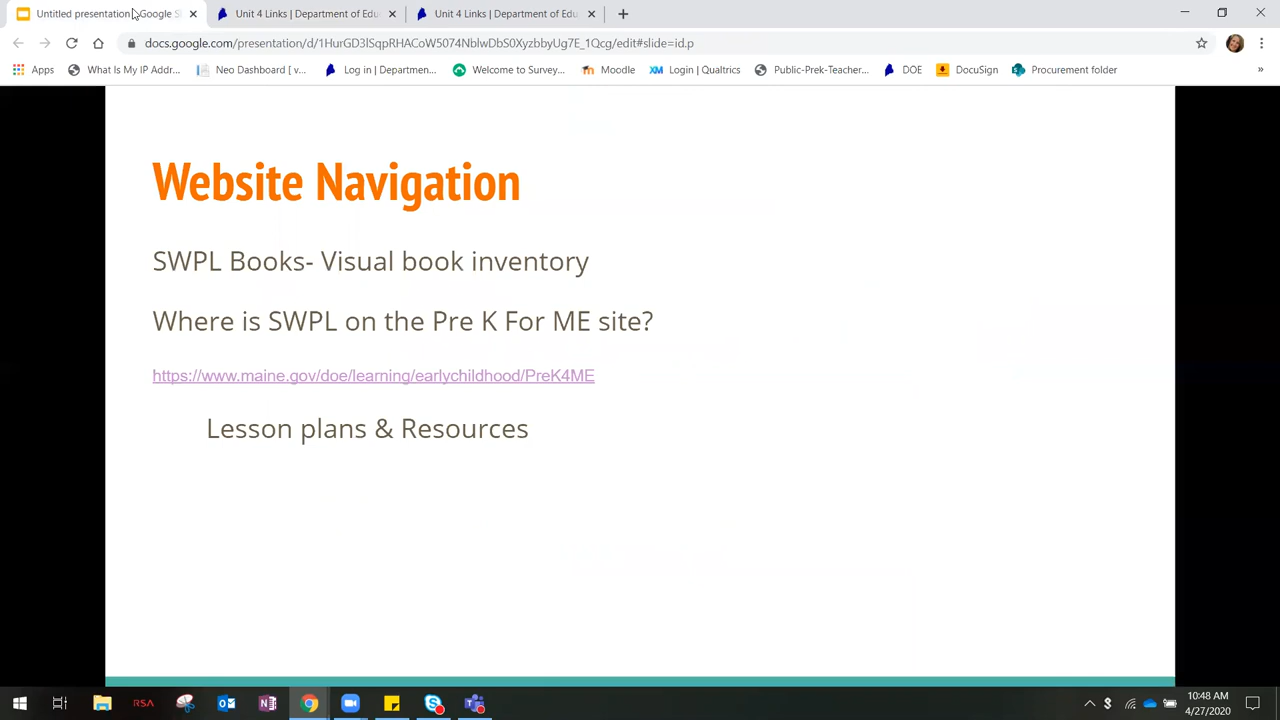 Untitled presentation - Google S
Unit 4 Links | Department of Edu
Unit 4 Links | Department of Edu
docs.google.com/presentation/d/1HurGD3lSqpRHACoW5074NblwDbS0XyzbbyUg7E_1Qcg/edit#slide=id.p
Apps What Is My IP Addr... Neo Dashboard [ v... Log in | Departmen... Welcome to Survey... Moodle Login | Qualtrics Public-Prek-Teacher... DOE DocuSign Procurement folder
Website Navigation
SWPL Books- Visual book inventory
Where is SWPL on the Pre K For ME site?
https://www.maine.gov/doe/learning/earlychildhood/PreK4ME
Lesson plans & Resources
RSA
10:48 AM
4/27/2020